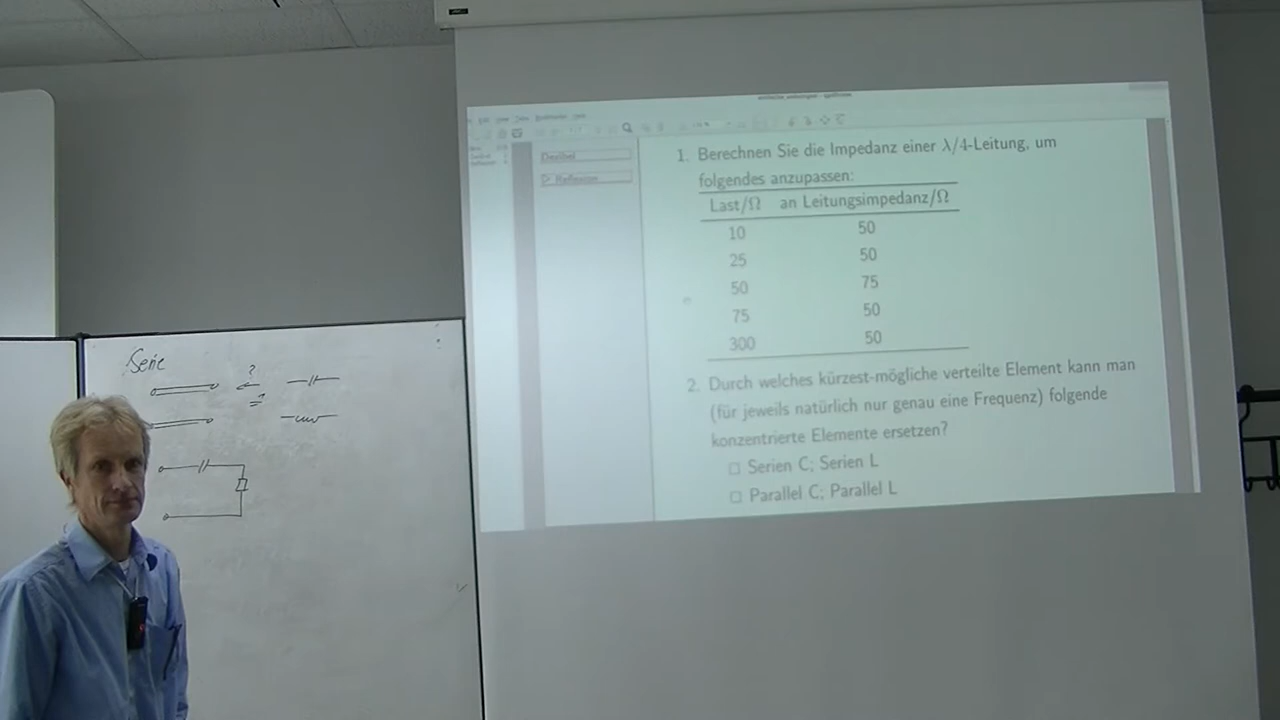 Serie
?
= ?
Dezibel
▷ Reflexion
1. Berechnen Sie die Impedanz einer λ/4-Leitung, um
folgendes anzupassen:
Last/Ω an Leitungsimpedanz/Ω
10 50
25 50
50 75
75 50
300 50
2. Durch welches kürzest-mögliche verteilte Element kann man
(für jeweils natürlich nur genau eine Frequenz) folgende
konzentrierte Elemente ersetzen?
□ Serien C; Serien L
□ Parallel C; Parallel L